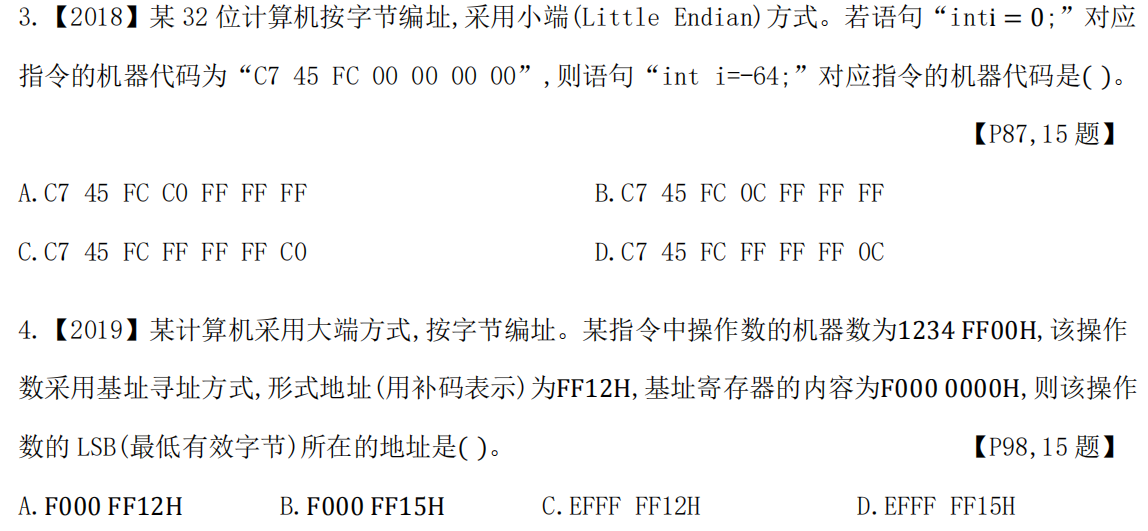 3.【2018】某 32 位计算机按字节编址,采用小端(Little Endian)方式。若语句“inti = 0;”对应
指令的机器代码为“C7 45 FC 00 00 00 00”,则语句“int i=-64;”对应指令的机器代码是( )。
【P87,15 题】
A.C7 45 FC C0 FF FF FF B.C7 45 FC 0C FF FF FF
C.C7 45 FC FF FF FF C0 D.C7 45 FC FF FF FF 0C
4.【2019】某计算机采用大端方式,按字节编址。某指令中操作数的机器数为1234 FF00H,该操作
数采用基址寻址方式,形式地址(用补码表示)为FF12H,基址寄存器的内容为F000 0000H,则该操作
数的 LSB(最低有效字节)所在的地址是( )。 【P98,15 题】
A. F000 FF12H B. F000 FF15H C.EFFF FF12H D.EFFF FF15H